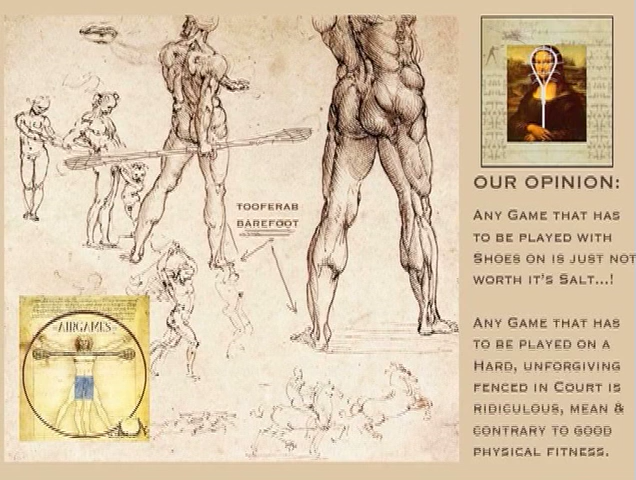 TOOFERAB
BAREFOOT
AIRGAMES
OUR OPINION:
ANY GAME THAT HAS
TO BE PLAYED WITH
SHOES ON IS JUST NOT
WORTH IT'S SALT...!
ANY GAME THAT HAS
TO BE PLAYED ON A
HARD, UNFORGIVING
FENCED IN COURT IS
RIDICULOUS, MEAN &
CONTRARY TO GOOD
PHYSICAL FITNESS.